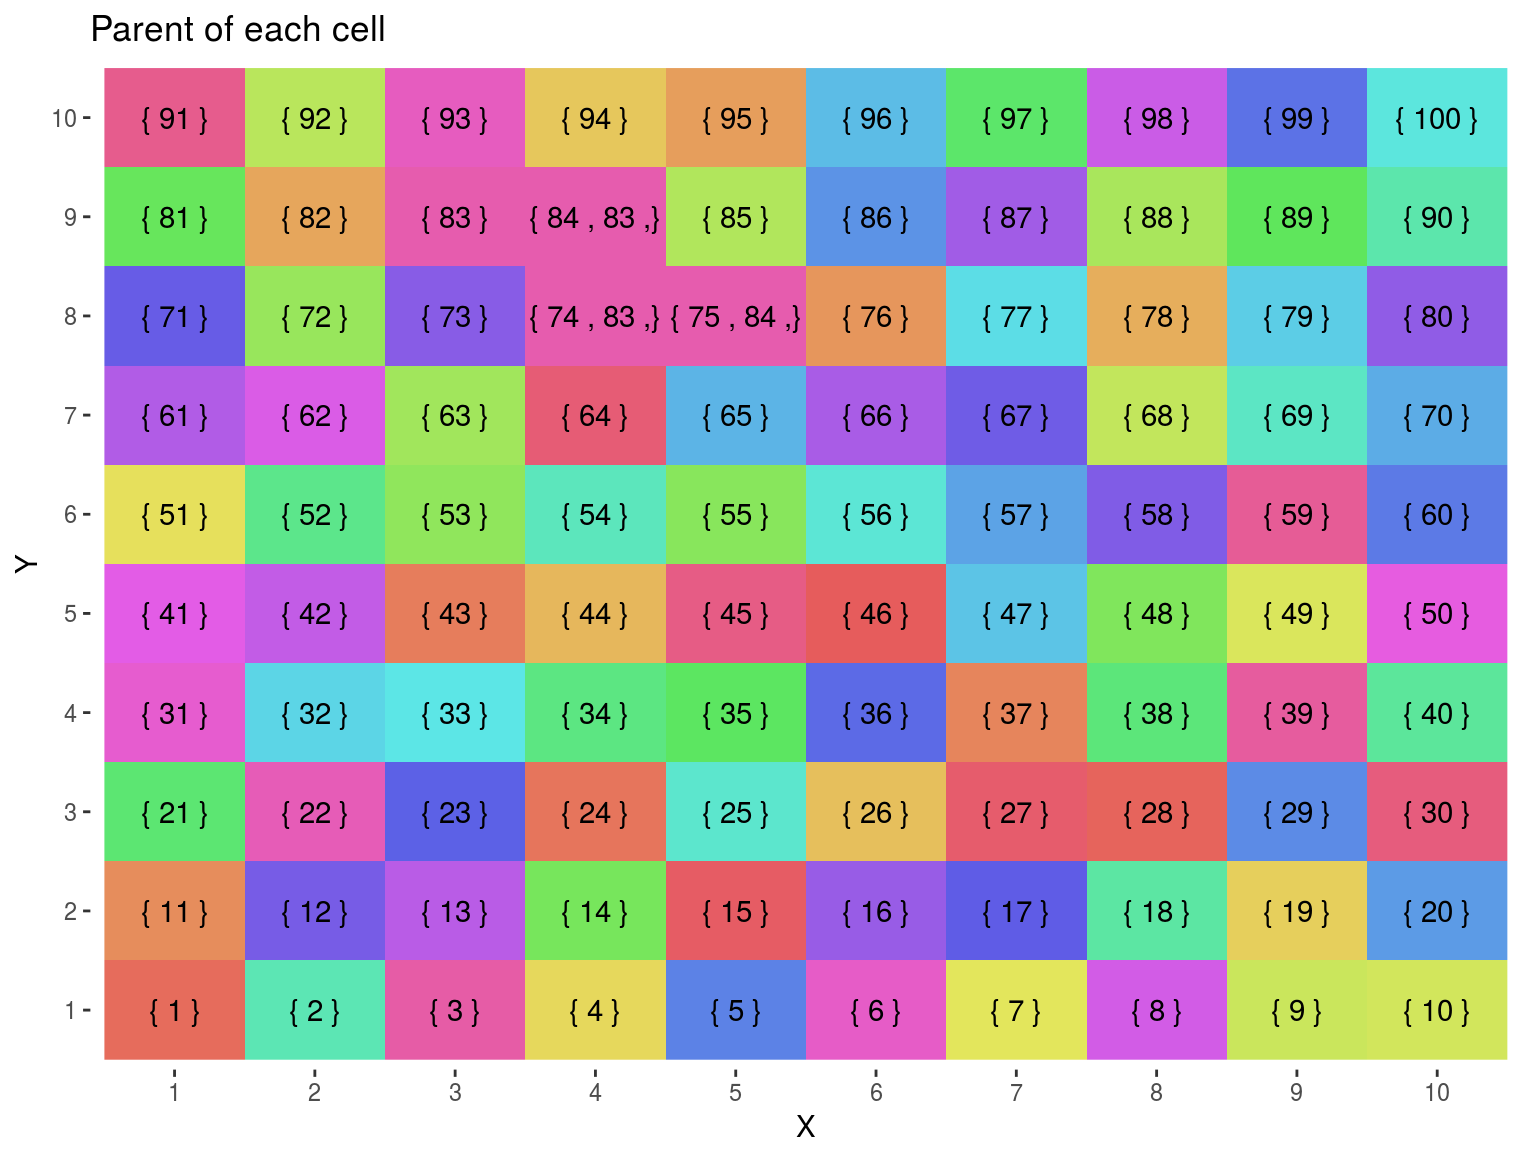 Parent of each cell
10 { 91 } { 92 } { 93 } { 94 } { 95 } { 96 } { 97 } { 98 } { 99 } { 100 }
9 { 81 } { 82 } { 83 } { 84 , 83 ,} { 85 } { 86 } { 87 } { 88 } { 89 } { 90 }
8 { 71 } { 72 } { 73 } { 74 , 83 ,} { 75 , 84 ,} { 76 } { 77 } { 78 } { 79 } { 80 }
7 { 61 } { 62 } { 63 } { 64 } { 65 } { 66 } { 67 } { 68 } { 69 } { 70 }
6 { 51 } { 52 } { 53 } { 54 } { 55 } { 56 } { 57 } { 58 } { 59 } { 60 }
Y
5 { 41 } { 42 } { 43 } { 44 } { 45 } { 46 } { 47 } { 48 } { 49 } { 50 }
4 { 31 } { 32 } { 33 } { 34 } { 35 } { 36 } { 37 } { 38 } { 39 } { 40 }
3 { 21 } { 22 } { 23 } { 24 } { 25 } { 26 } { 27 } { 28 } { 29 } { 30 }
2 { 11 } { 12 } { 13 } { 14 } { 15 } { 16 } { 17 } { 18 } { 19 } { 20 }
1 { 1 } { 2 } { 3 } { 4 } { 5 } { 6 } { 7 } { 8 } { 9 } { 10 }
1 2 3 4 5 6 7 8 9 10
X